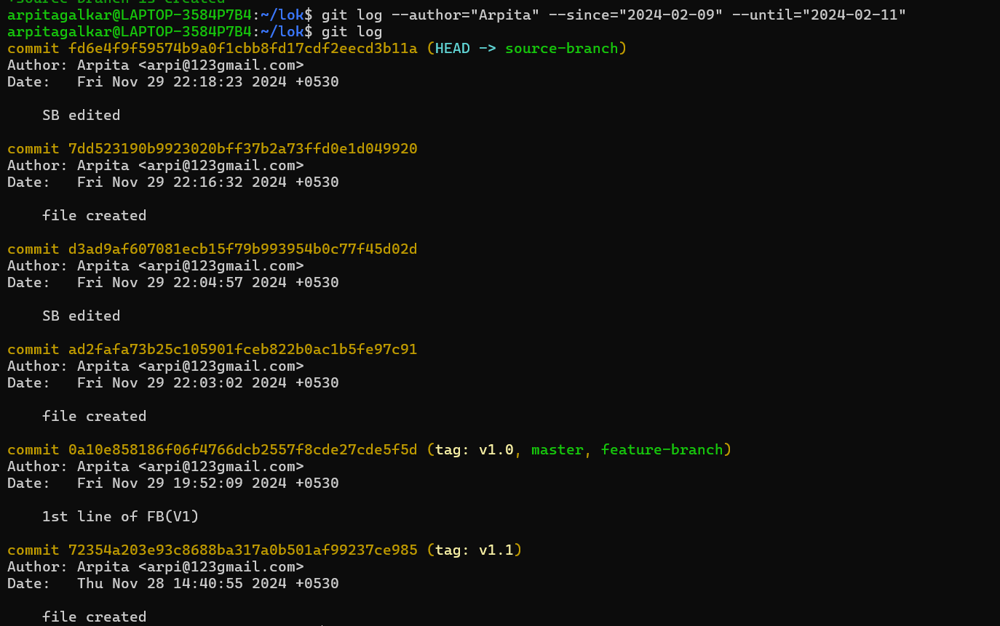 +source branch is created
arpitagalkar@LAPTOP-3584P7B4:~/lok$ git log --author="Arpita" --since="2024-02-09" --until="2024-02-11"
arpitagalkar@LAPTOP-3584P7B4:~/lok$ git log
commit fd6e4f9f59574b9a0f1cbb8fd17cdf2eecd3b11a (HEAD -> source-branch)
Author: Arpita <arpi@123gmail.com>
Date:   Fri Nov 29 22:18:23 2024 +0530
SB edited
commit 7dd523190b9923020bff37b2a73ffd0e1d049920
Author: Arpita <arpi@123gmail.com>
Date:   Fri Nov 29 22:16:32 2024 +0530
file created
commit d3ad9af607081ecb15f79b993954b0c77f45d02d
Author: Arpita <arpi@123gmail.com>
Date:   Fri Nov 29 22:04:57 2024 +0530
SB edited
commit ad2fafa73b25c105901fceb822b0ac1b5fe97c91
Author: Arpita <arpi@123gmail.com>
Date:   Fri Nov 29 22:03:02 2024 +0530
file created
commit 0a10e858186f06f4766dcb2557f8cde27cde5f5d (tag: v1.0, master, feature-branch)
Author: Arpita <arpi@123gmail.com>
Date:   Fri Nov 29 19:52:09 2024 +0530
1st line of FB(V1)
commit 72354a203e93c8688ba317a0b501af99237ce985 (tag: v1.1)
Author: Arpita <arpi@123gmail.com>
Date:   Thu Nov 28 14:40:55 2024 +0530
file created